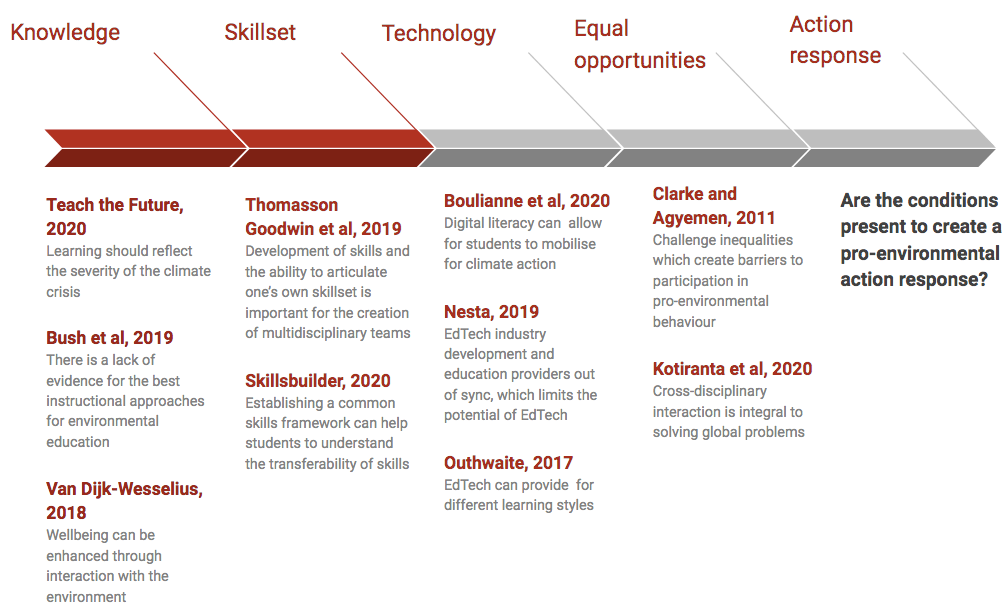 Knowledge
Skillset
Technology
Equal
opportunities
Action
response
Teach the Future,
2020
Learning should reflect
the severity of the climate
crisis
Bush et al, 2019
There is a lack of
evidence for the best
instructional approaches
for environmental
education
Van Dijk-Wesselius,
2018
Wellbeing can be
enhanced through
interaction with the
environment
Thomasson
Goodwin et al, 2019
Development of skills and
the ability to articulate
one's own skillset is
important for the creation
of multidisciplinary teams
Skillsbuilder, 2020
Establishing a common
skills framework can help
students to understand
the transferability of skills
Boulianne et al, 2020
Digital literacy can allow
for students to mobilise
for climate action
Nesta, 2019
EdTech industry
development and
education providers out
of sync, which limits the
potential of EdTech
Outhwaite, 2017
EdTech can provide for
different learning styles
Clarke and
Agyemen, 2011
Challenge inequalities
which create barriers to
participation in
pro-environmental
behaviour
Kotiranta et al, 2020
Cross-disciplinary
interaction is integral to
solving global problems
Are the conditions
present to create a
pro-environmental
action response?